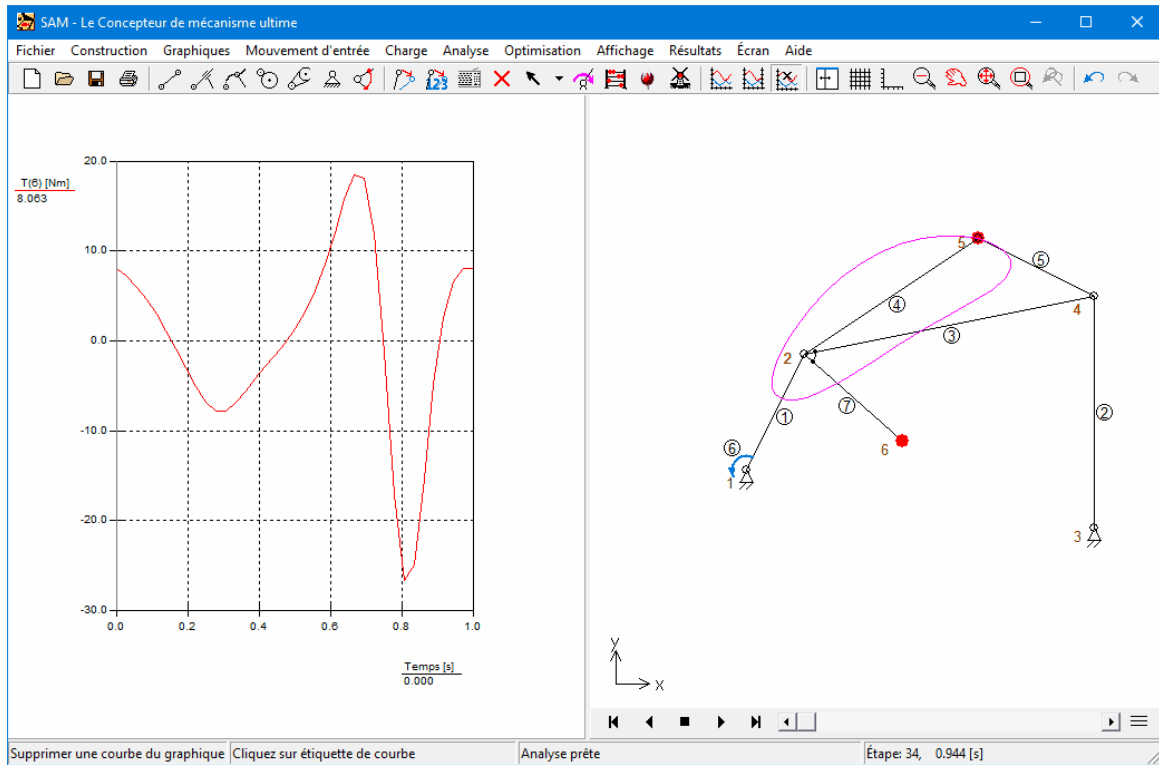 SAM - Le Concepteur de mécanisme ultime
Fichier Construction Graphiques Mouvement d'entrée Charge Analyse Optimisation Affichage Résultats Écran Aide
123
T(6) [Nm]
8.063
20.0
10.0
0.0
-10.0
-20.0
-30.0
0.0 0.2 0.4 0.6 0.8 1.0
Temps [s]
0.000
5
5
4
4
3
2
7
1
2
6
6
1
3
y
x
Supprimer une courbe du graphique Cliquez sur étiquette de courbe Analyse prête Étape: 34, 0.944 [s]